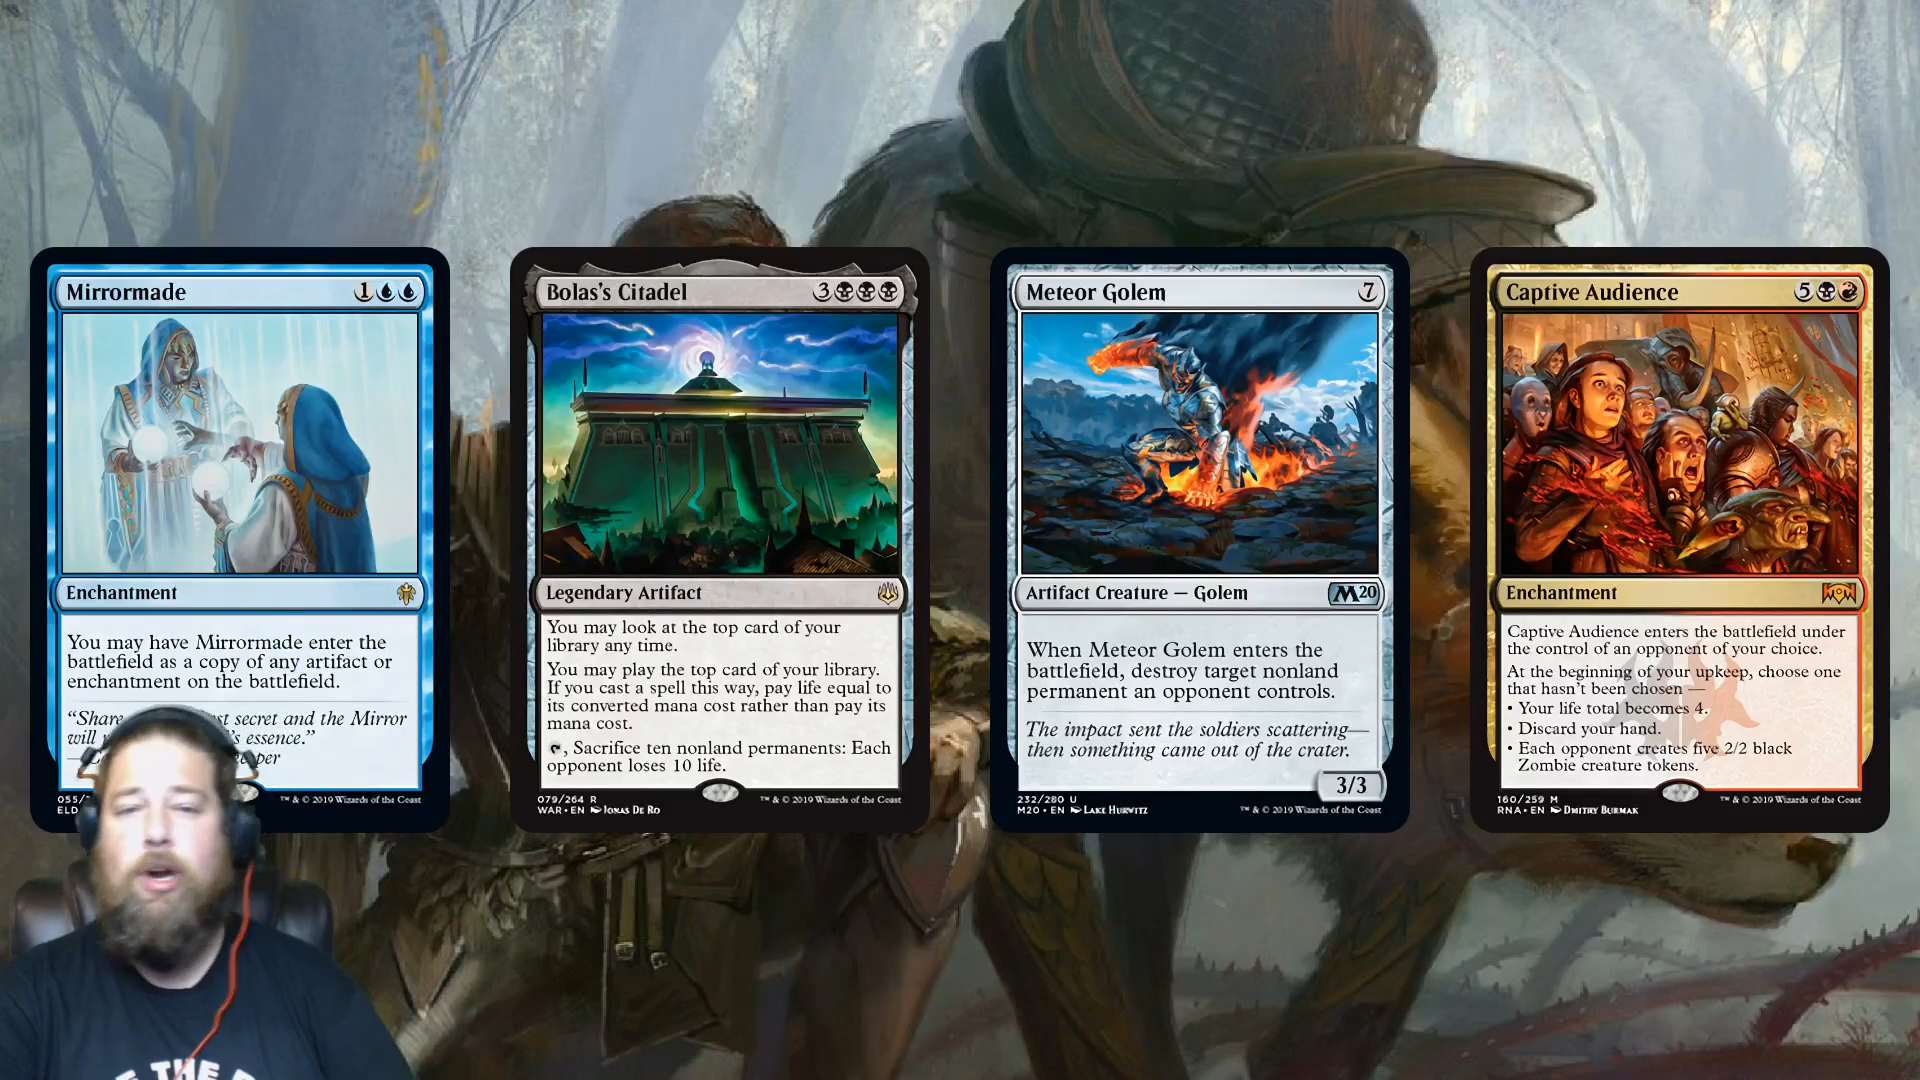 Mirrormade 1
Enchantment
You may have Mirrormade enter the
battlefield as a copy of any artifact or
enchantment on the battlefield.
“Share st secret and the Mirror
will 's essence.”
055/
ELD
™ & © 2019 Wizards of the Coast
Bolas's Citadel 3
Legendary Artifact
You may look at the top card of your
library any time.
You may play the top card of your library.
If you cast a spell this way, pay life equal to
its converted mana cost rather than pay its
mana cost.
, Sacrifice ten nonland permanents: Each
opponent loses 10 life.
079/264 R
WAR • EN Jonas De Ro
™ & © 2019 Wizards of the Coast
Meteor Golem 7
Artifact Creature — Golem M20
When Meteor Golem enters the
battlefield, destroy target nonland
permanent an opponent controls.
The impact sent the soldiers scattering—
then something came out of the crater.
3/3
232/280 U
M20 • EN Lake Hurwitz
™ & © 2019 Wizards of the Coast
Captive Audience 5
Enchantment
Captive Audience enters the battlefield under
the control of an opponent of your choice.
At the beginning of your upkeep, choose one
that hasn't been chosen —
• Your life total becomes 4.
• Discard your hand.
• Each opponent creates five 2/2 black
Zombie creature tokens.
160/259 M
RNA • EN Dmitry Burmak
™ & © 2019 Wizards of the Coast
THE